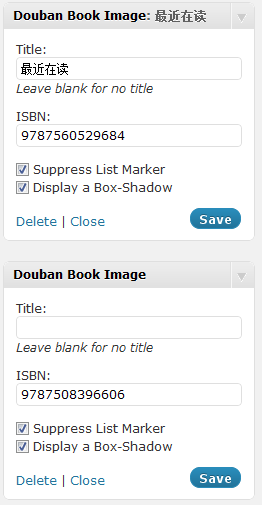 Douban Book Image: 最近在读
Title:
最近在读
Leave blank for no title
ISBN:
9787560529684
Suppress List Marker
Display a Box-Shadow
Delete | Close Save
Douban Book Image
Title:
Leave blank for no title
ISBN:
9787508396606
Suppress List Marker
Display a Box-Shadow
Delete | Close Save